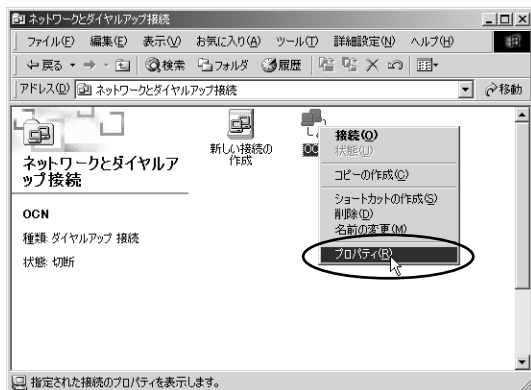 ネットワークとダイヤルアップ接続
ファイル(F) 編集(E) 表示(V) お気に入り(A) ツール(T) 詳細設定(N) ヘルプ(H)
戻る 検索 フォルダ 履歴
アドレス(D) ネットワークとダイヤルアップ接続 移動
ネットワークとダイヤルア
ップ接続
OCN
種類: ダイヤルアップ 接続
状態: 切断
新しい接続の
作成
接続(O)
状態(U)
コピーの作成(C)
ショートカットの作成(S)
削除(D)
名前の変更(M)
プロパティ(R)
指定された接続のプロパティを表示します。